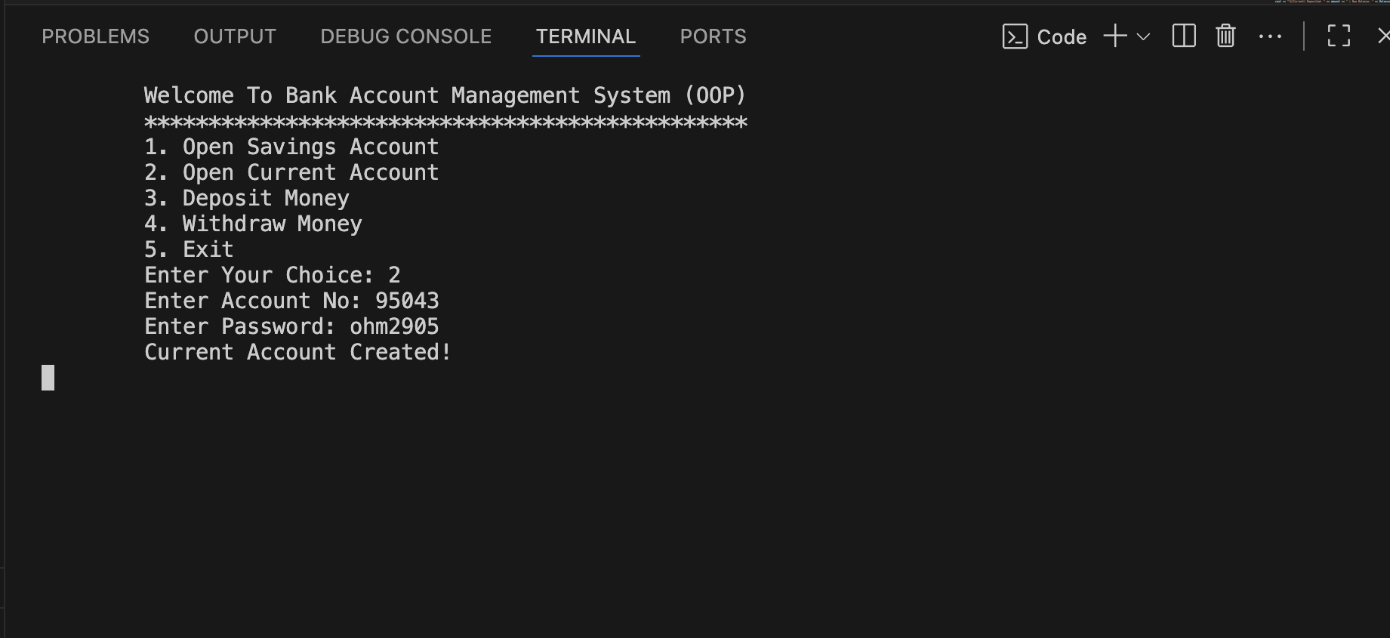 PROBLEMS OUTPUT DEBUG CONSOLE TERMINAL PORTS Code
Welcome To Bank Account Management System (OOP)
***********************************************
1. Open Savings Account
2. Open Current Account
3. Deposit Money
4. Withdraw Money
5. Exit
Enter Your Choice: 2
Enter Account No: 95043
Enter Password: ohm2905
Current Account Created!